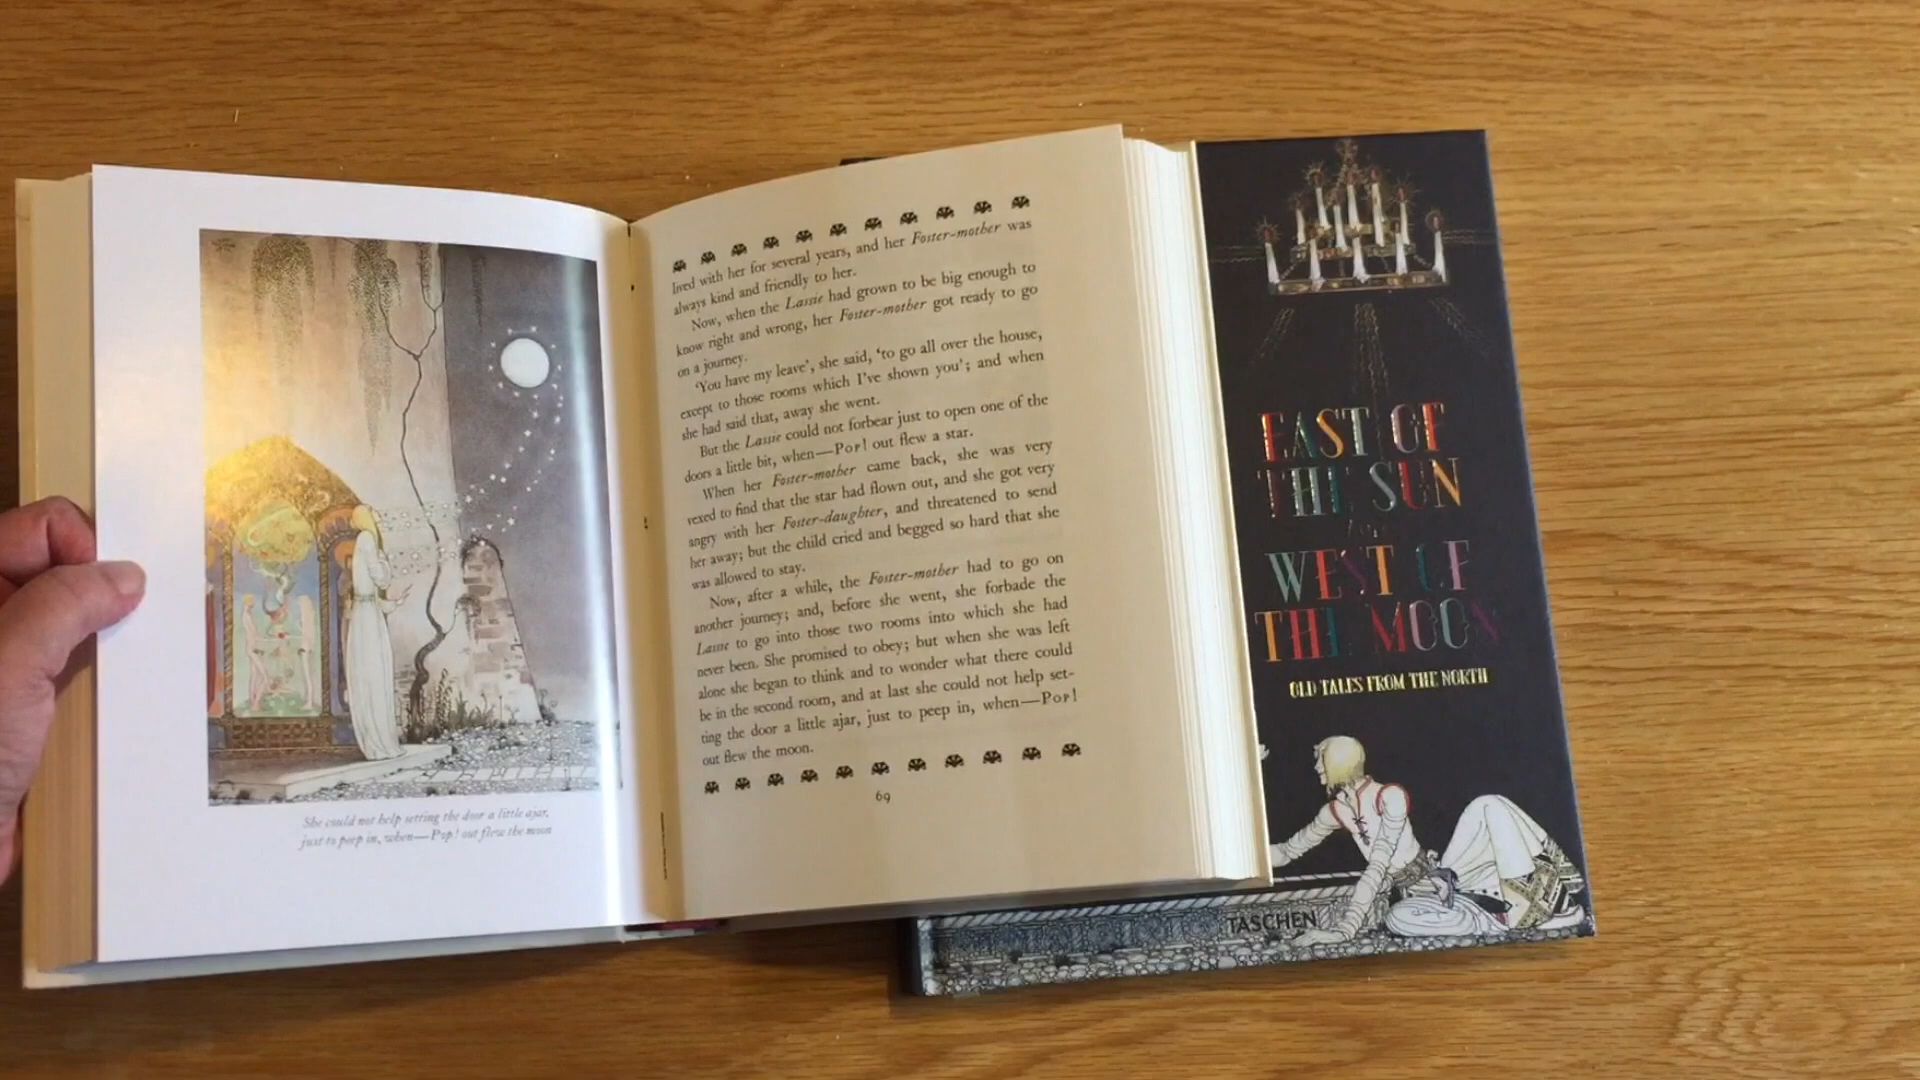 She could not help setting the door a little ajar,
just to peep in, when—Pop! out flew the moon
lived with her for several years, and her Foster-mother was
always kind and friendly to her.
Now, when the Lassie had grown to be big enough to
know right and wrong, her Foster-mother got ready to go
on a journey.
‘You have my leave’, she said, ‘to go all over the house,
except to those rooms which I’ve shown you’; and when
she had said that, away she went.
But the Lassie could not forbear just to open one of the
doors a little bit, when—Pop! out flew a star.
When her Foster-mother came back, she was very
vexed to find that the star had flown out, and she got very
angry with her Foster-daughter, and threatened to send
her away; but the child cried and begged so hard that she
was allowed to stay.
Now, after a while, the Foster-mother had to go on
another journey; and, before she went, she forbade the
Lassie to go into those two rooms into which she had
never been. She promised to obey; but when she was left
alone she began to think and to wonder what there could
be in the second room, and at last she could not help set-
ting the door a little ajar, just to peep in, when—Pop!
out flew the moon.
69
EAST OF
THE SUN
WEST OF
THE MOON
OLD TALES FROM THE NORTH
TASCHEN